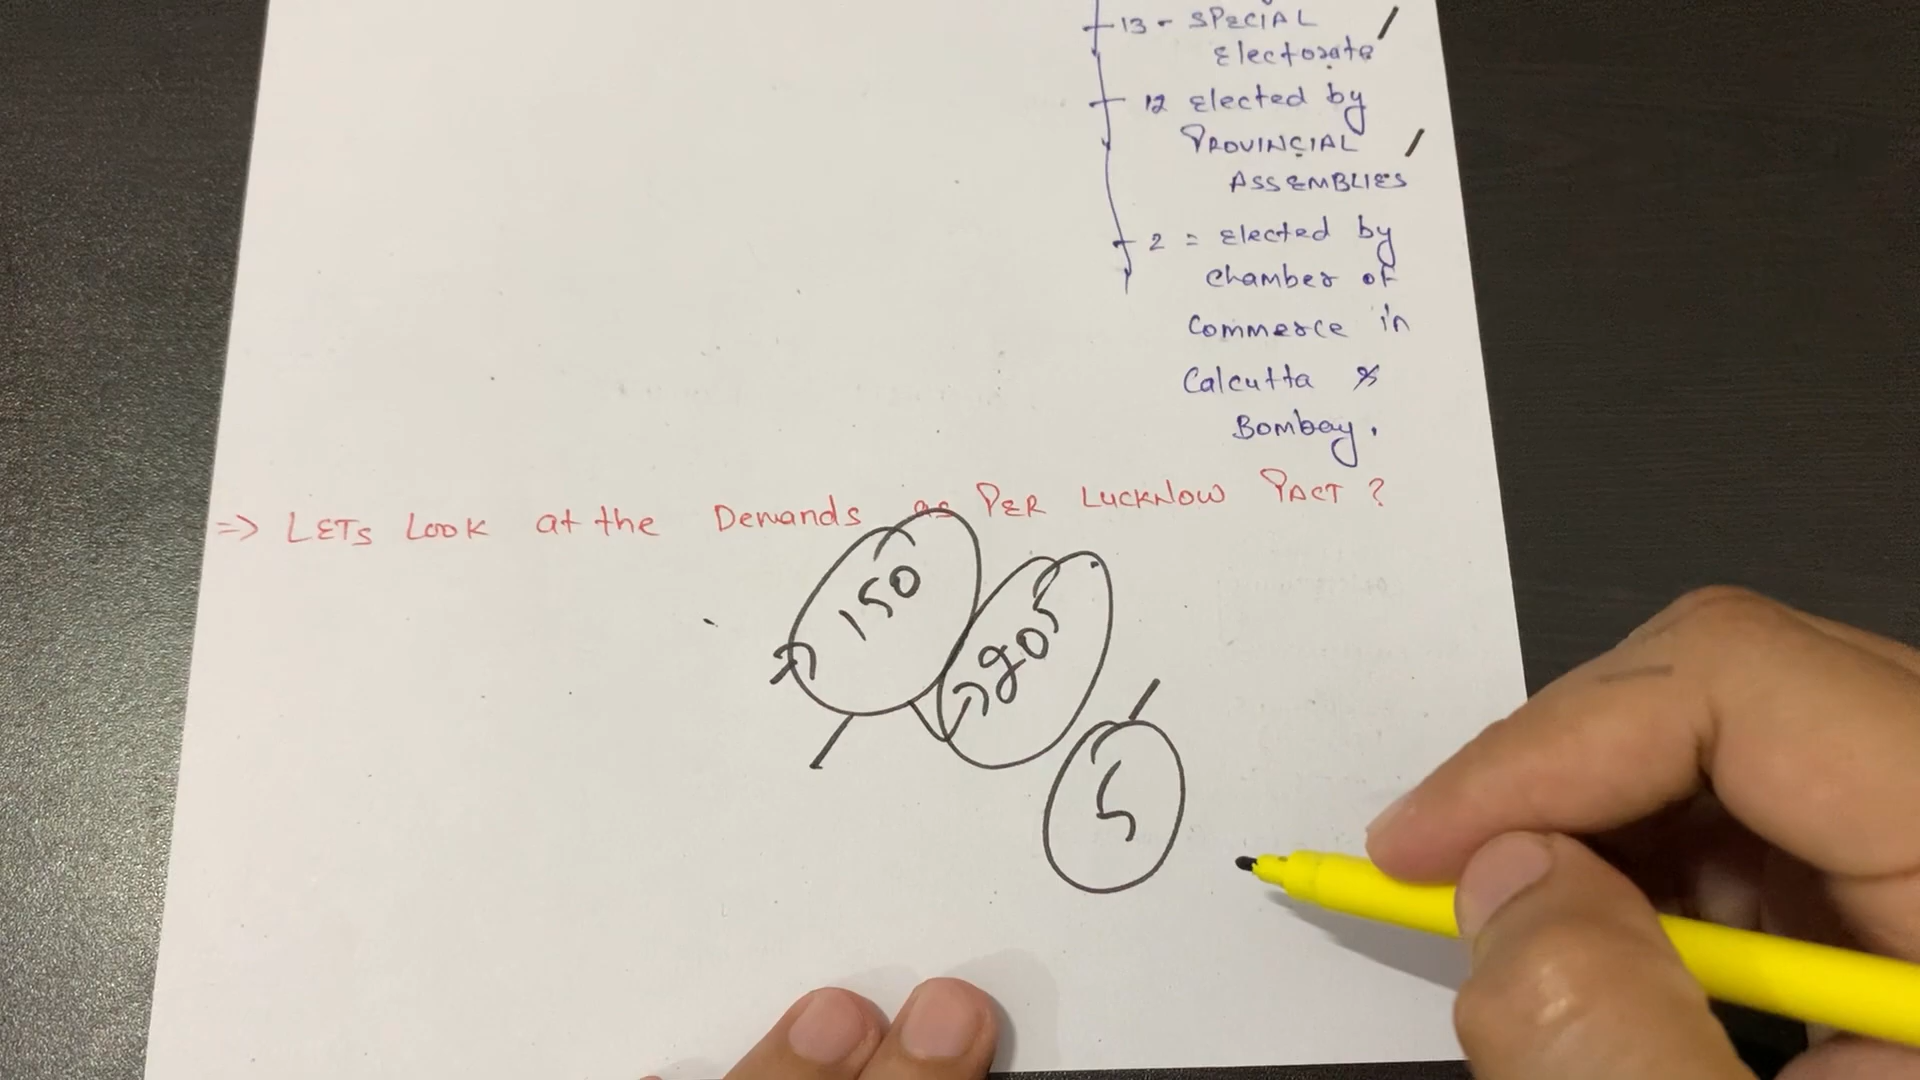 13 - SPECIAL
Electorate
12 Elected by
PROVINCIAL
ASSEMBLIES
2 = Elected by
chamber of
Commerce in
Calcutta &
Bombay.
=> LETS LOOK at the Demands as PER LUCKNOW PACT ?
150
205
5